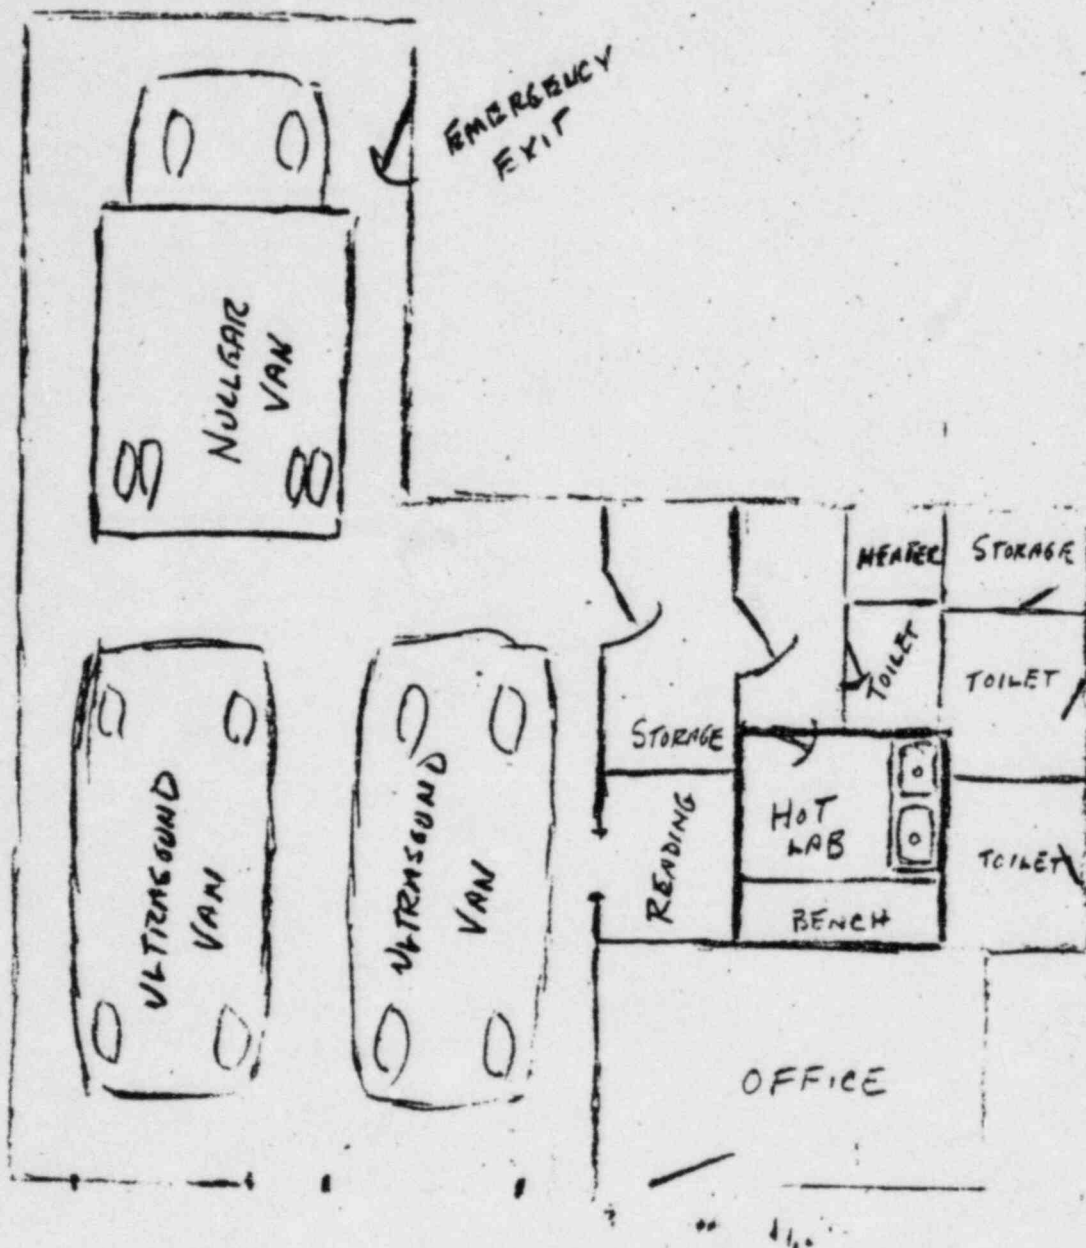 EMERGENCY
EXIT
NUCLEAR
VAN
HEATER
STORAGE
TOILET
TOILET
STORAGE
ULTRASOUND
VAN
ULTRASOUND
VAN
READING
HOT
LAB
TOILET
BENCH
OFFICE